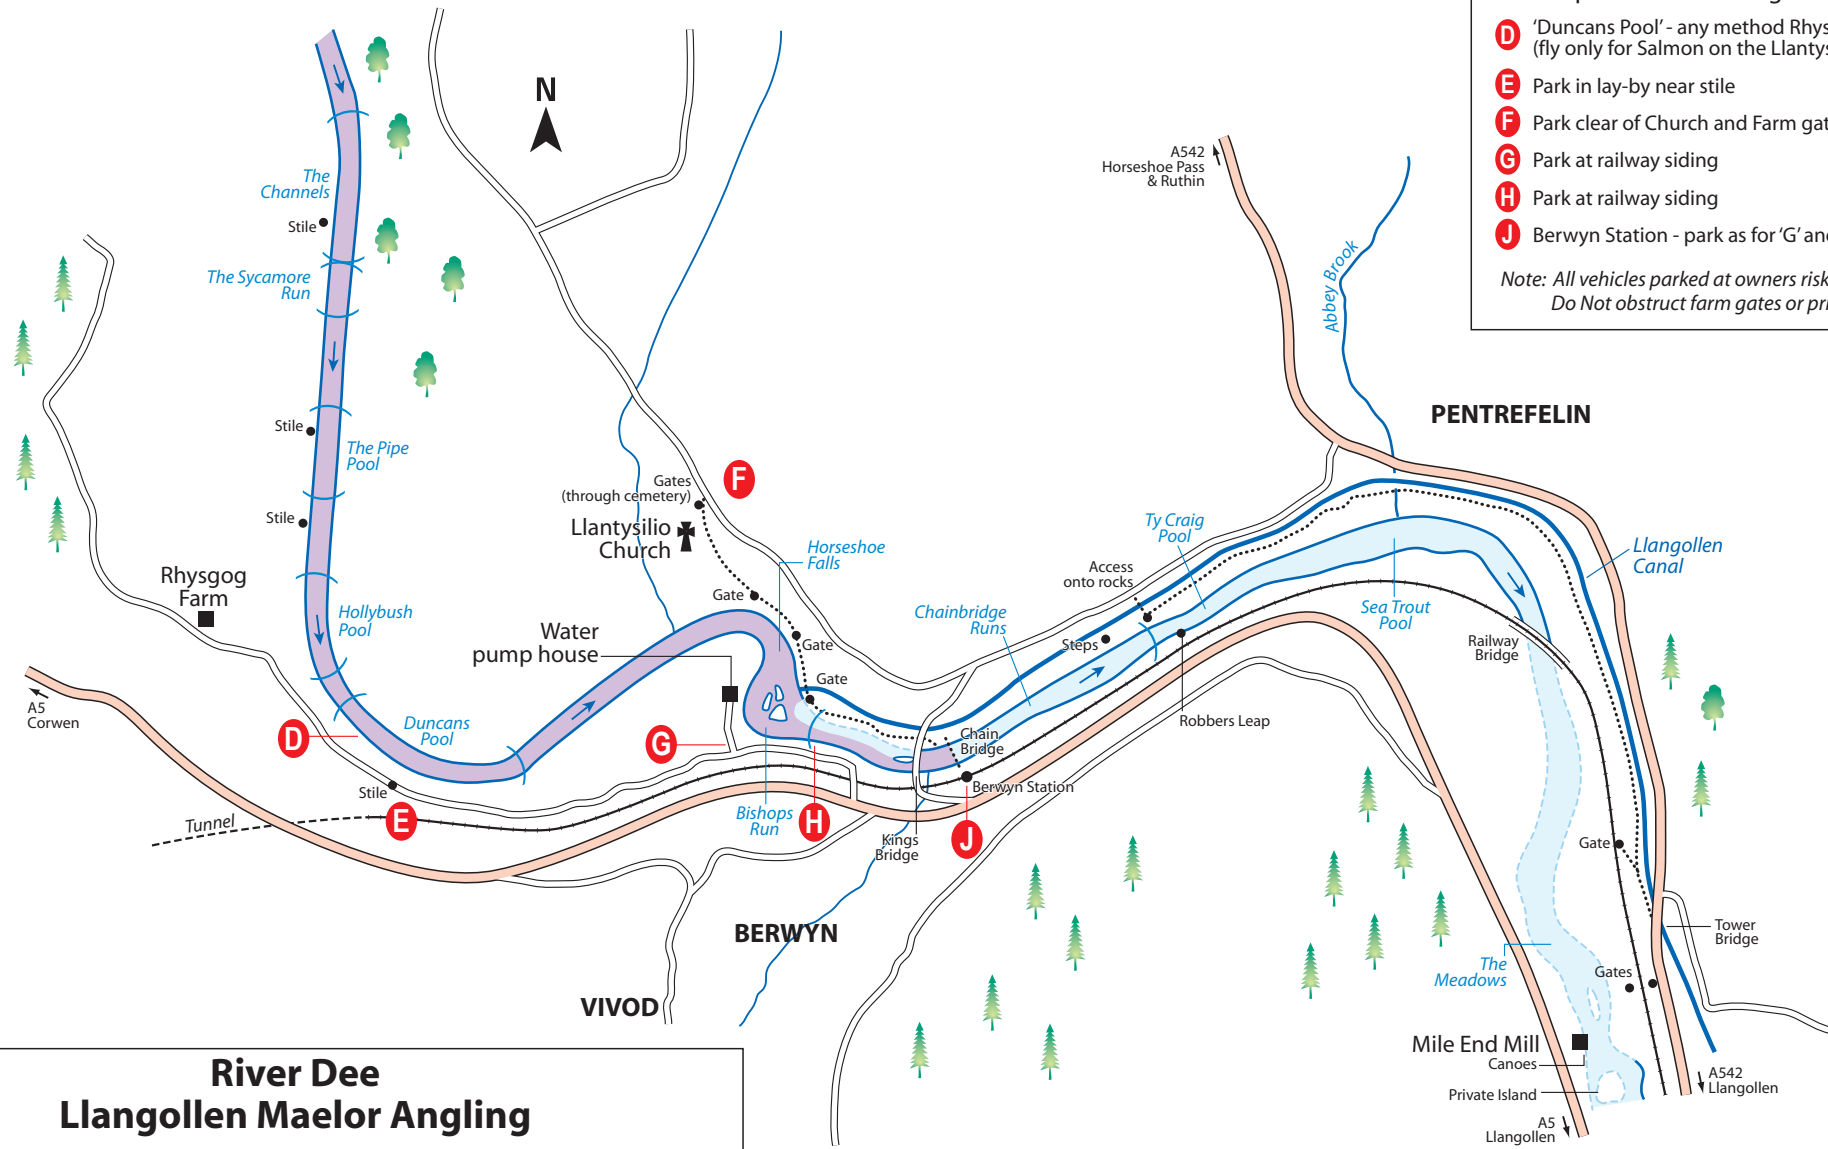 D 'Duncans Pool' - any method
(fly only for Salmon on the
E Park in lay-by near stile
F Park clear of Church and Farm
G Park at railway siding
H Park at railway siding
J Berwyn Station - park as for 'G'
Note: All vehicles parked at owners risk
Do Not obstruct farm gates or
N
A542
Horseshoe Pass
& Ruthin
Abbey Brook
The
Channels
Stile
The Sycamore
Run
Stile
The Pipe
Pool
Stile
PENTREFELIN
F
Gates
(through cemetery)
Llantysilio
Church
Horseshoe
Falls
Ty Craig
Pool
Llangollen
Canal
Access
onto rocks
Rhysgog
Farm
Hollybush
Pool
Gate
Chainbridge
Runs
Sea Trout
Pool
Water
pump house
Gate
Steps
Railway
Bridge
Gate
A5
Corwen
D
Duncans
Pool
G
Robbers Leap
Chain
Bridge
Stile
E
Berwyn Station
Tunnel
Bishops
Run
H
J
Kings
Bridge
Gate
BERWYN
Tower
Bridge
The
Meadows
Gates
VIVOD
Mile End Mill
Canoes
Private Island
A542
Llangollen
A5
Llangollen
River Dee
Llangollen Maelor Angling